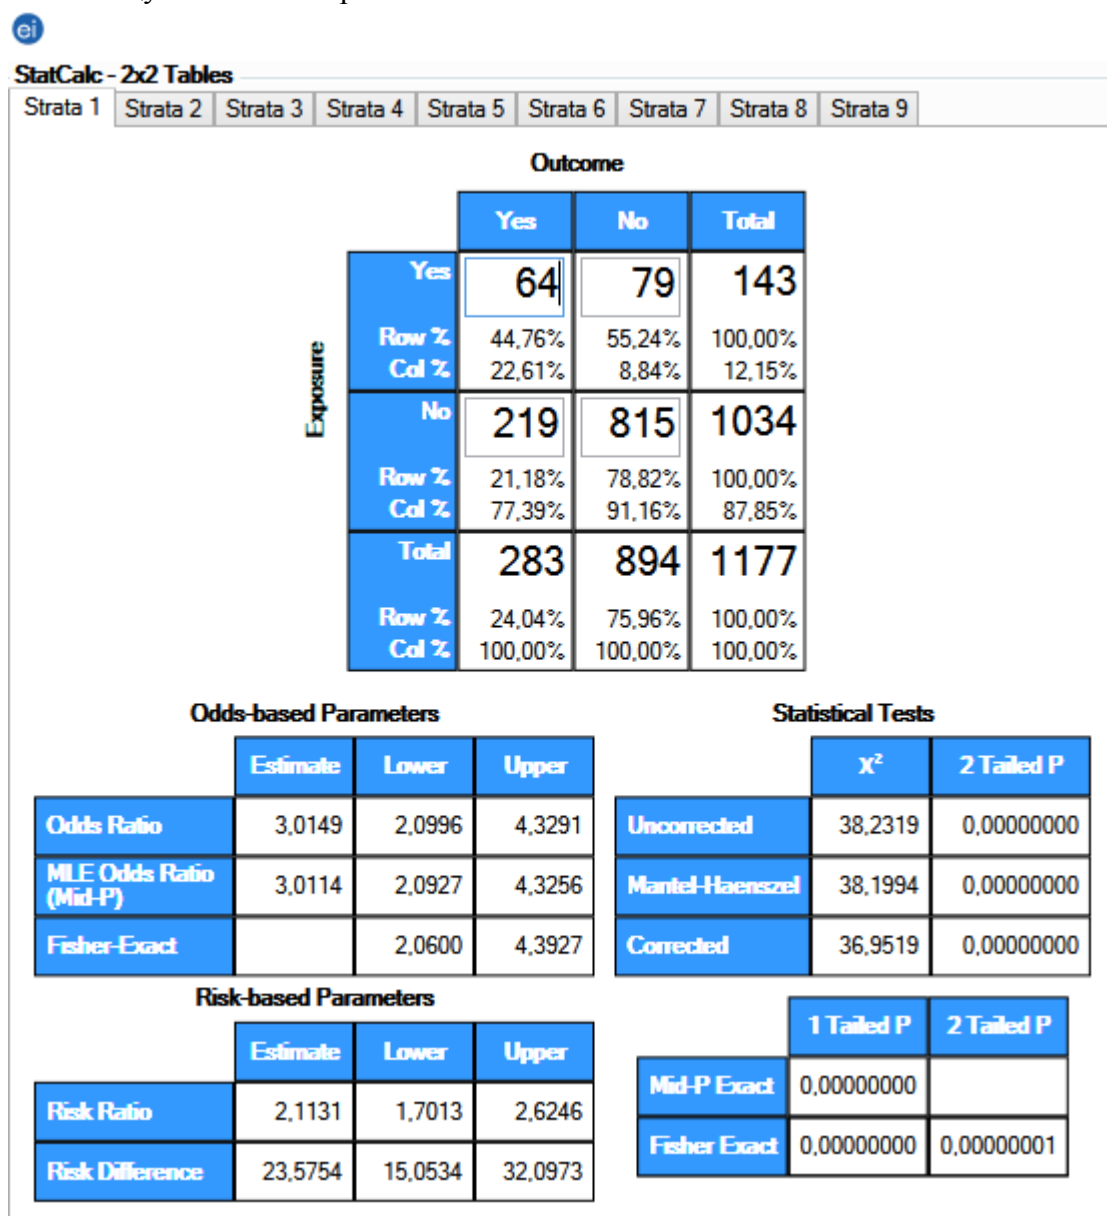 ei
StatCalc - 2x2 Tables
Strata 1 Strata 2 Strata 3 Strata 4 Strata 5 Strata 6 Strata 7 Strata 8 Strata 9
Outcome
Yes No Total
Exposure
Yes 64 79 143
Row % 44,76% 55,24% 100,00%
Col % 22,61% 8,84% 12,15%
No 219 815 1034
Row % 21,18% 78,82% 100,00%
Col % 77,39% 91,16% 87,85%
Total 283 894 1177
Row % 24,04% 75,96% 100,00%
Col % 100,00% 100,00% 100,00%
Odds-based Parameters
Estimate Lower Upper
Odds Ratio 3,0149 2,0996 4,3291
MLE Odds Ratio (Mid-P) 3,0114 2,0927 4,3256
Fisher-Exact 2,0600 4,3927
Statistical Tests
X² 2 Tailed P
Uncorrected 38,2319 0,00000000
Mantel-Haenszel 38,1994 0,00000000
Corrected 36,9519 0,00000000
Risk-based Parameters
Estimate Lower Upper
Risk Ratio 2,1131 1,7013 2,6246
Risk Difference 23,5754 15,0534 32,0973
1 Tailed P 2 Tailed P
Mid-P Exact 0,00000000
Fisher Exact 0,00000000 0,00000001